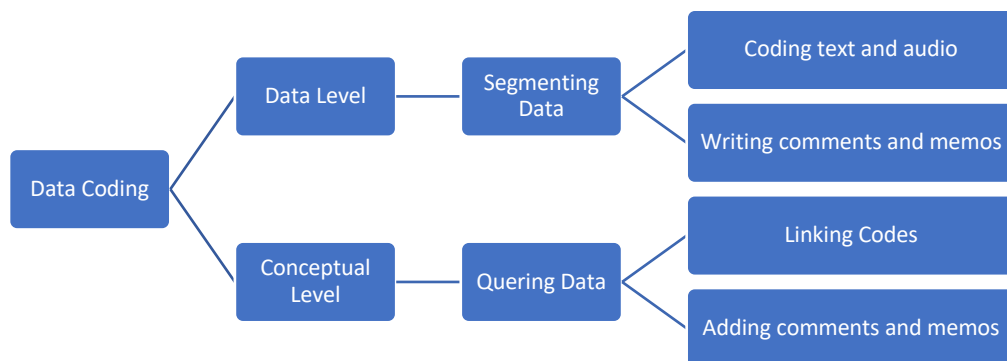 Coding text and audio
Data Level
Segmenting
Data
Writing comments and memos
Data Coding
Linking Codes
Conceptual
Level
Quering Data
Adding comments and memos